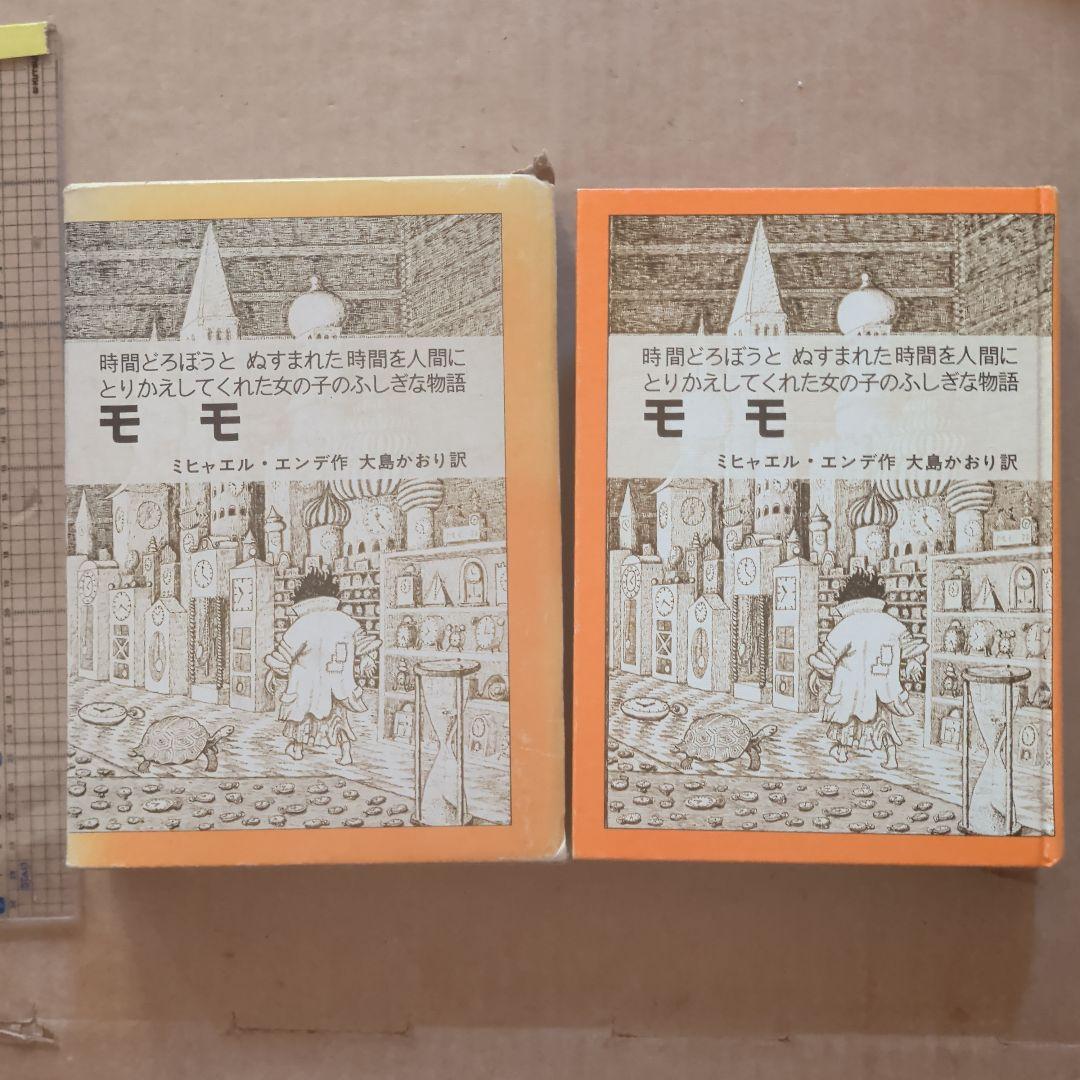 時間どろぼうと ぬすまれた時間を人間に
とりかえしてくれた女の子のふしぎな物語
モモ
ミヒャエル・エンデ作 大島かおり訳
時間どろぼうと ぬすまれた時間を人間に
とりかえしてくれた女の子のふしぎな物語
モモ
ミヒャエル・エンデ作 大島かおり訳